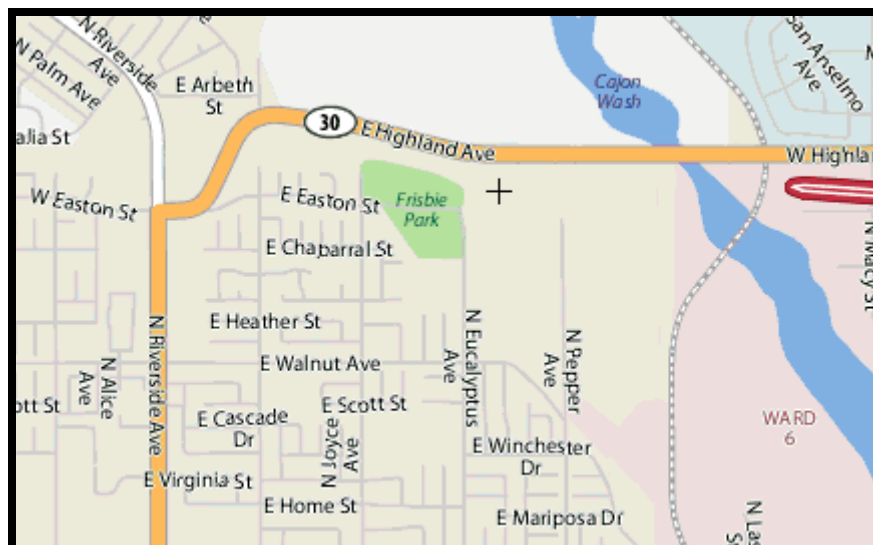 N Riverside
Ave
San Anselmo
Ave
N Palm Ave
E Arbeth
St
Cajon
Wash
30
E Highland Ave
alia St
W Highla
W Easton St
E Easton St
Frisbie
Park
E Chaparral St
N Macy St
E Heather St
N Riverside Ave
N Eucalyptus
Ave
N Pepper
Ave
E Walnut Ave
N Alice
Ave
ott St
E Scott St
E Cascade
Dr
N Joyce
Ave
WARD
6
E Winchester
Dr
E Virginia St
E Home St
E Mariposa Dr
N Las